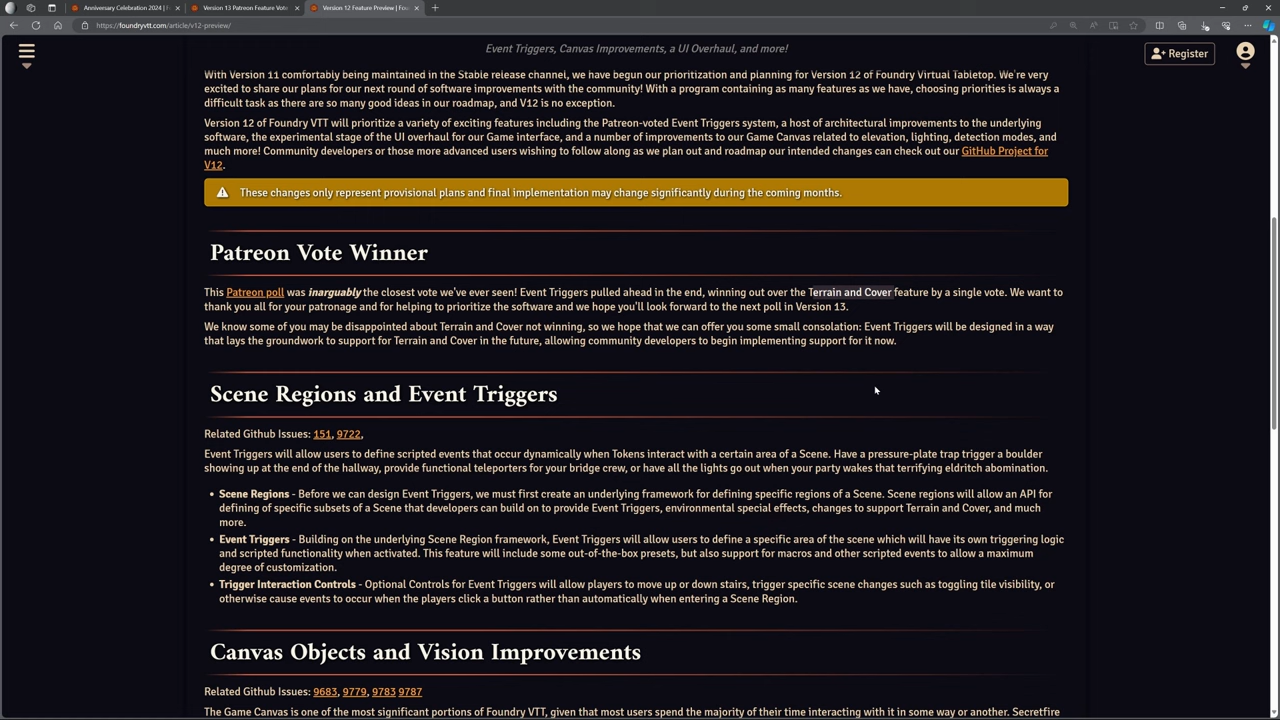 Anniversary Celebration 2024 | F
Version 13 Patreon Feature Vote
Version 12 Feature Preview | Fou
https://foundryvtt.com/article/v12-preview/
Event Triggers, Canvas Improvements, a UI Overhaul, and more!
Register
With Version 11 comfortably being maintained in the Stable release channel, we have begun our prioritization and planning for Version 12 of Foundry Virtual Tabletop. We're very
excited to share our plans for our next round of software improvements with the community! With a program containing as many features as we have, choosing priorities is always a
difficult task as there are so many good ideas in our roadmap, and V12 is no exception.
Version 12 of Foundry VTT will prioritize a variety of exciting features including the Patreon-voted Event Triggers system, a host of architectural improvements to the underlying
software, the experimental stage of the UI overhaul for our Game interface, and a number of improvements to our Game Canvas related to elevation, lighting, detection modes, and
much more! Community developers or those more advanced users wishing to follow along as we plan out and roadmap our intended changes can check out our GitHub Project for
V12.
These changes only represent provisional plans and final implementation may change significantly during the coming months.
Patreon Vote Winner
This Patreon poll was inarguably the closest vote we've ever seen! Event Triggers pulled ahead in the end, winning out over the Terrain and Cover feature by a single vote. We want to
thank you all for your patronage and for helping to prioritize the software and we hope you'll look forward to the next poll in Version 13.
We know some of you may be disappointed about Terrain and Cover not winning, so we hope that we can offer you some small consolation: Event Triggers will be designed in a way
that lays the groundwork to support for Terrain and Cover in the future, allowing community developers to begin implementing support for it now.
Scene Regions and Event Triggers
Related Github Issues: 151, 9722,
Event Triggers will allow users to define scripted events that occur dynamically when Tokens interact with a certain area of a Scene. Have a pressure-plate trap trigger a boulder
showing up at the end of the hallway, provide functional teleporters for your bridge crew, or have all the lights go out when your party wakes that terrifying eldritch abomination.
• Scene Regions - Before we can design Event Triggers, we must first create an underlying framework for defining specific regions of a Scene. Scene regions will allow an API for
defining of specific subsets of a Scene that developers can build on to provide Event Triggers, environmental special effects, changes to support Terrain and Cover, and much
more.
• Event Triggers - Building on the underlying Scene Region framework, Event Triggers will allow users to define a specific area of the scene which will have its own triggering logic
and scripted functionality when activated. This feature will include some out-of-the-box presets, but also support for macros and other scripted events to allow a maximum
degree of customization.
• Trigger Interaction Controls - Optional Controls for Event Triggers will allow players to move up or down stairs, trigger specific scene changes such as toggling tile visibility, or
otherwise cause events to occur when the players click a button rather than automatically when entering a Scene Region.
Canvas Objects and Vision Improvements
Related Github Issues: 9683, 9779, 9783 9787
The Game Canvas is one of the most significant portions of Foundry VTT, given that most users spend the majority of their time interacting with it in some way or another. Secretfire